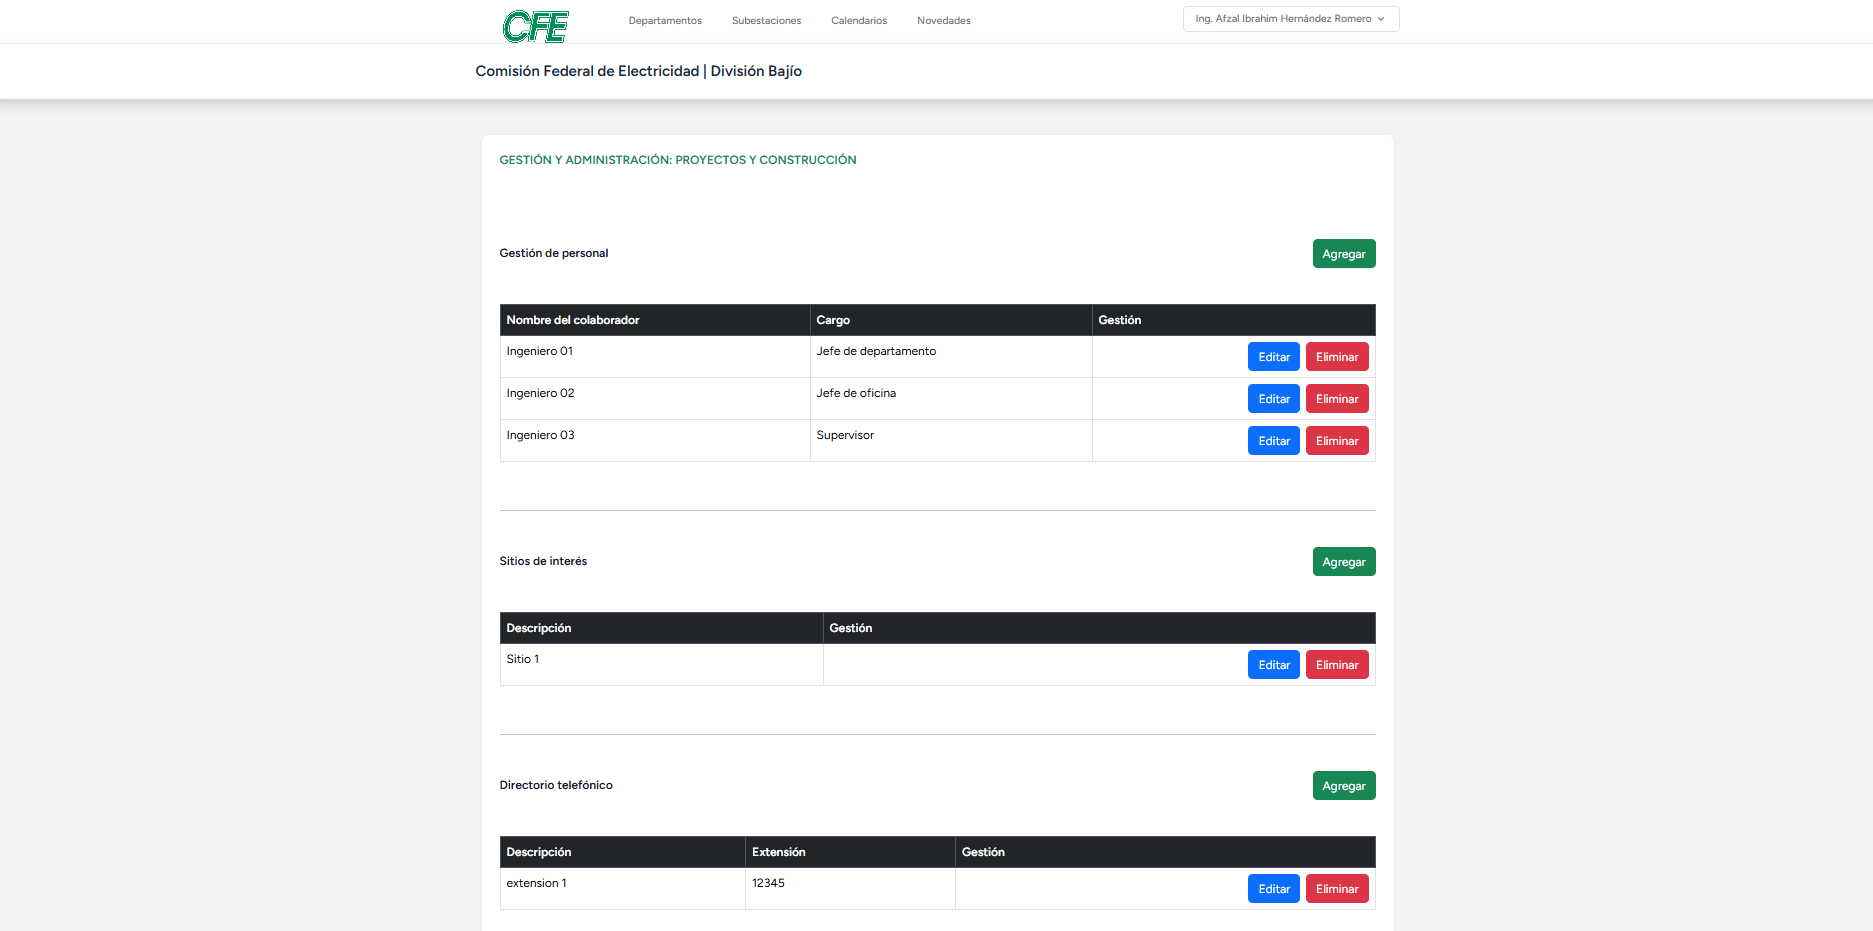 CFE Departamentos Subestaciones Calendarios Novedades Ing. Afzal Ibrahim Hernández Romero
Comisión Federal de Electricidad | División Bajío
GESTIÓN Y ADMINISTRACIÓN: PROYECTOS Y CONSTRUCCIÓN
Gestión de personal Agregar
Nombre del colaborador Cargo Gestión
Ingeniero 01 Jefe de departamento Editar Eliminar
Ingeniero 02 Jefe de oficina Editar Eliminar
Ingeniero 03 Supervisor Editar Eliminar
Sitios de interés Agregar
Descripción Gestión
Sitio 1 Editar Eliminar
Directorio telefónico Agregar
Descripción Extensión Gestión
extension 1 12345 Editar Eliminar